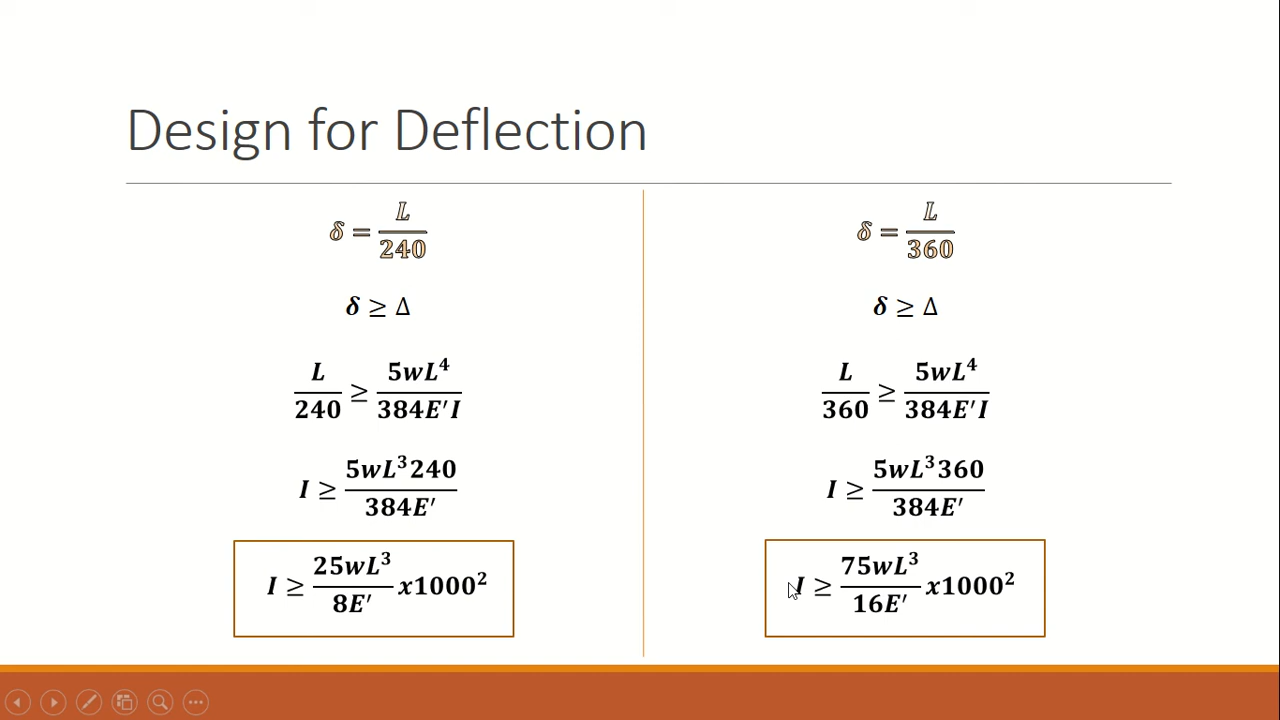 Design for Deflection
δ = L/240
δ ≥ Δ
L/240 ≥ 5wL⁴/384E′I
I ≥ 5wL³240/384E′
I ≥ 25wL³/8E′ x1000²
δ = L/360
δ ≥ Δ
L/360 ≥ 5wL⁴/384E′I
I ≥ 5wL³360/384E′
I ≥ 75wL³/16E′ x1000²